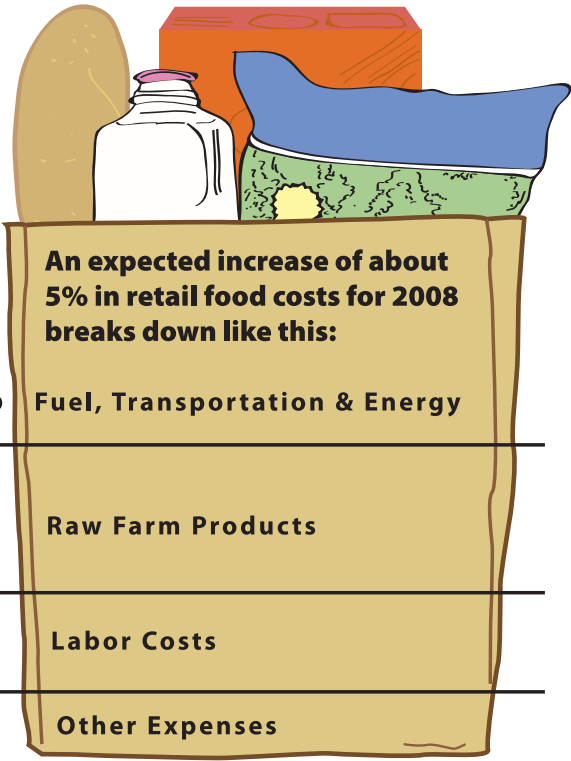 An expected increase of about
5% in retail food costs for 2008
breaks down like this:
Fuel, Transportation & Energy
Raw Farm Products
Labor Costs
Other Expenses